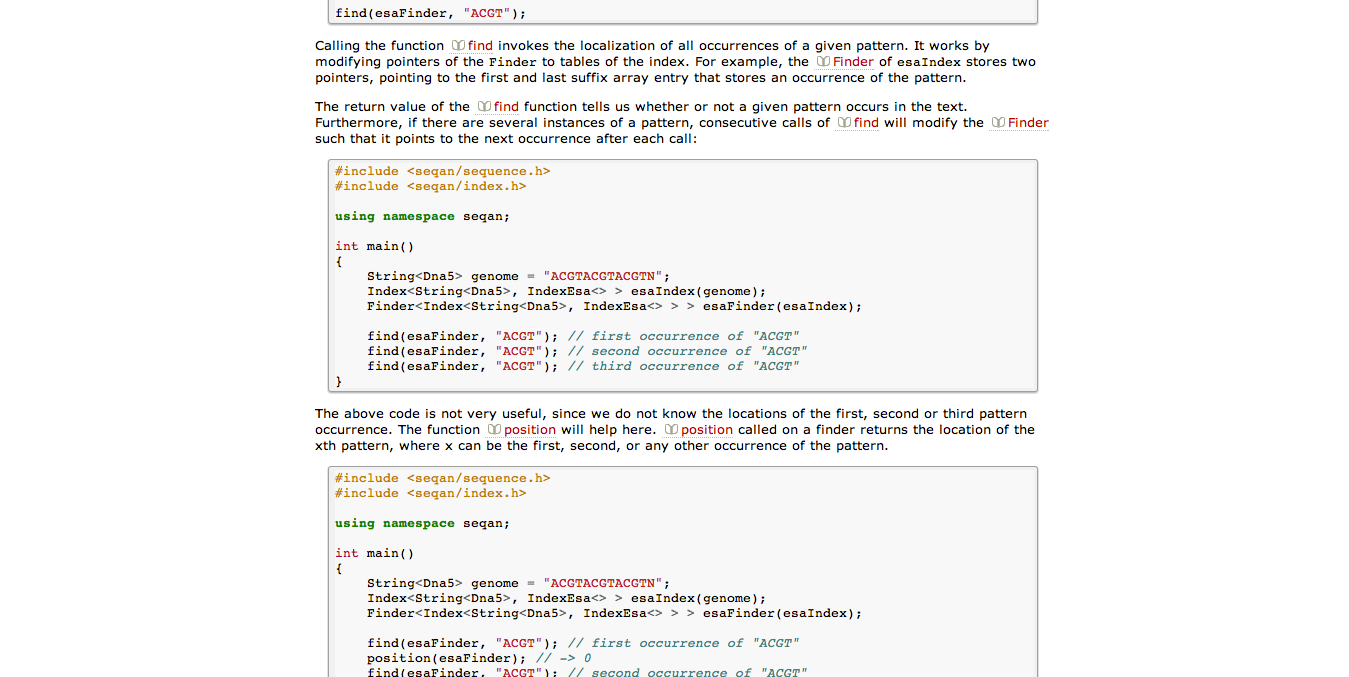 find(esaFinder, "ACGT");
Calling the function find invokes the localization of all occurrences of a given pattern. It works by
modifying pointers of the Finder to tables of the index. For example, the Finder of esaIndex stores two
pointers, pointing to the first and last suffix array entry that stores an occurrence of the pattern.
The return value of the find function tells us whether or not a given pattern occurs in the text.
Furthermore, if there are several instances of a pattern, consecutive calls of find will modify the Finder
such that it points to the next occurrence after each call:
#include <seqan/sequence.h>
#include <seqan/index.h>
using namespace seqan;
int main()
{
    String<Dna5> genome = "ACGTACGTACGTN";
    Index<String<Dna5>, IndexEsa<> > esaIndex(genome);
    Finder<Index<String<Dna5>, IndexEsa<> > > esaFinder(esaIndex);
    find(esaFinder, "ACGT"); // first occurrence of "ACGT"
    find(esaFinder, "ACGT"); // second occurrence of "ACGT"
    find(esaFinder, "ACGT"); // third occurrence of "ACGT"
}
The above code is not very useful, since we do not know the locations of the first, second or third pattern
occurrence. The function position will help here. position called on a finder returns the location of the
xth pattern, where x can be the first, second, or any other occurrence of the pattern.
#include <seqan/sequence.h>
#include <seqan/index.h>
using namespace seqan;
int main()
{
    String<Dna5> genome = "ACGTACGTACGTN";
    Index<String<Dna5>, IndexEsa<> > esaIndex(genome);
    Finder<Index<String<Dna5>, IndexEsa<> > > esaFinder(esaIndex);
    find(esaFinder, "ACGT"); // first occurrence of "ACGT"
    position(esaFinder); // -> 0
    find(esaFinder, "ACGT"); // second occurrence of "ACGT"